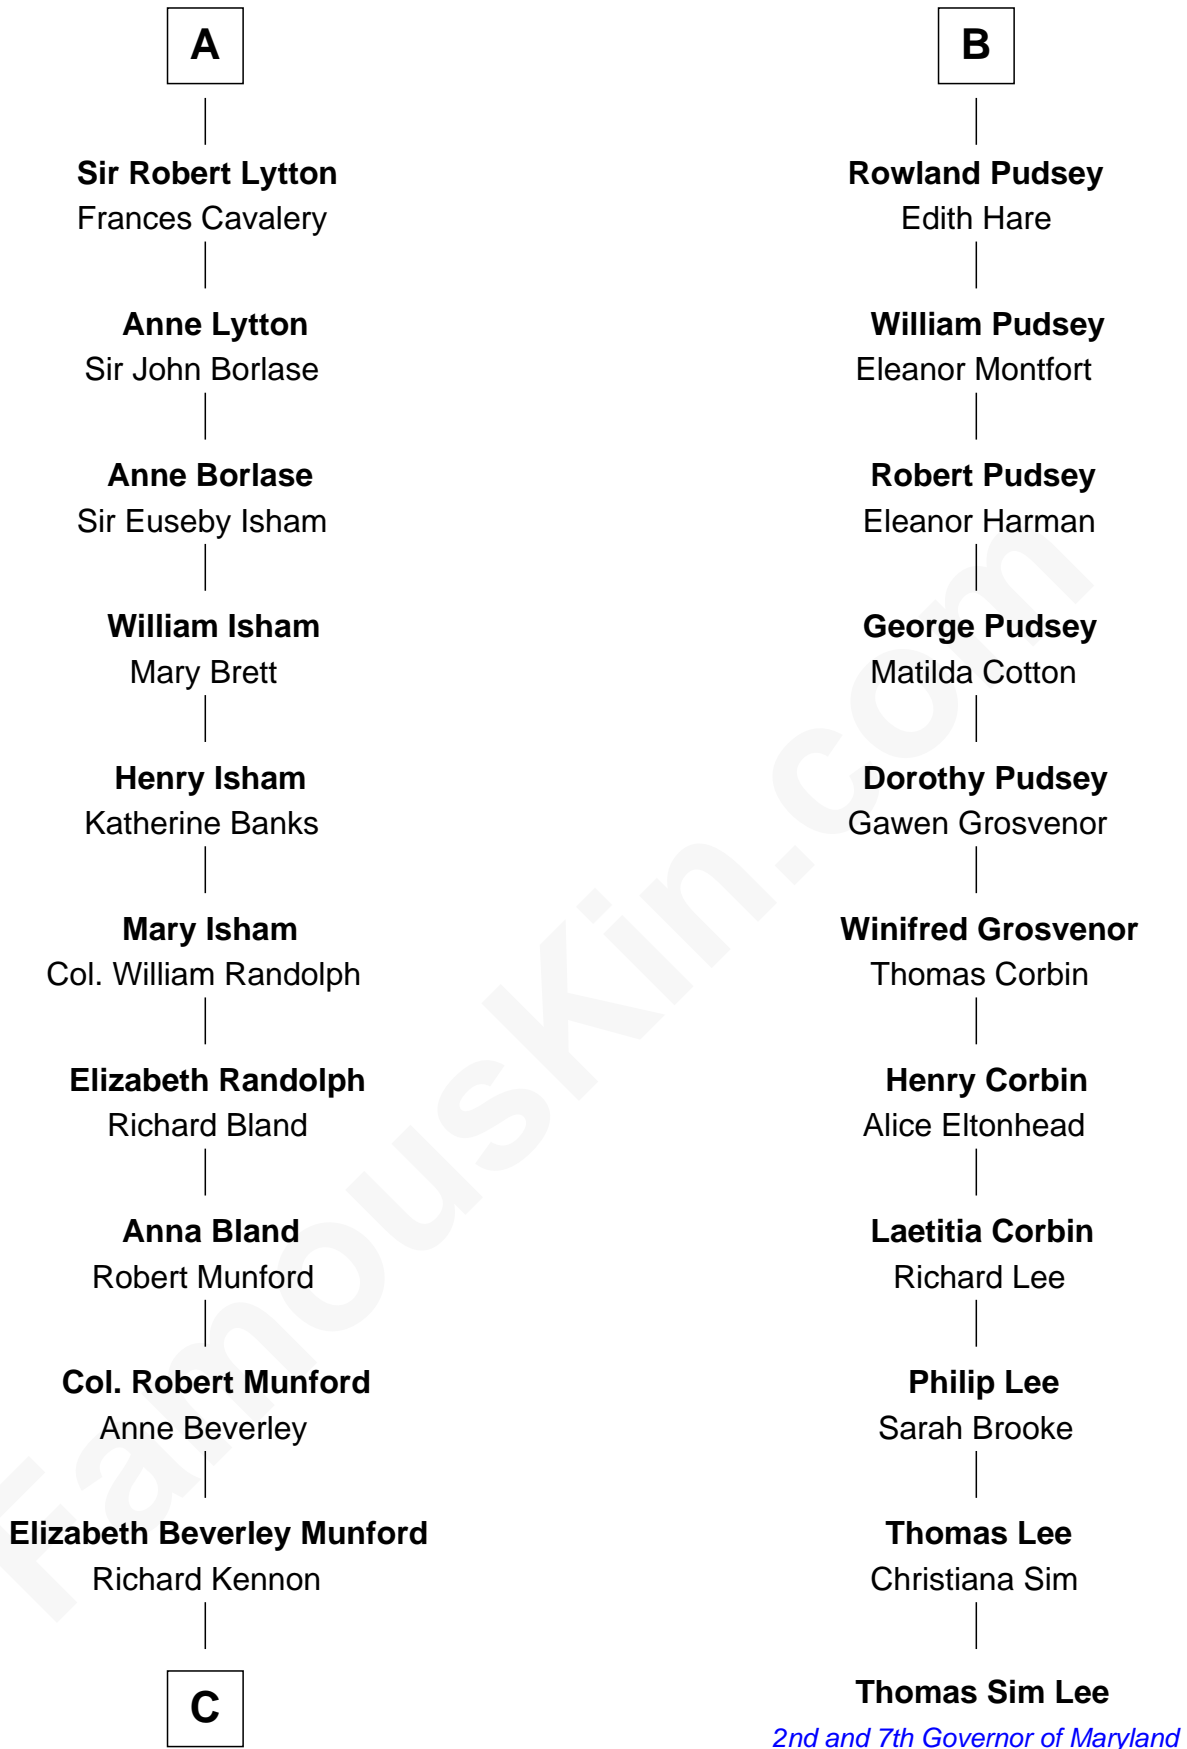 A
Sir Robert Lytton
Frances Cavalery
Anne Lytton
Sir John Borlase
Anne Borlase
Sir Euseby Isham
William Isham
Mary Brett
Henry Isham
Katherine Banks
Mary Isham
Col. William Randolph
Elizabeth Randolph
Richard Bland
Anna Bland
Robert Munford
Col. Robert Munford
Anne Beverley
Elizabeth Beverley Munford
Richard Kennon
C
B
Rowland Pudsey
Edith Hare
William Pudsey
Eleanor Montfort
Robert Pudsey
Eleanor Harman
George Pudsey
Matilda Cotton
Dorothy Pudsey
Gawen Grosvenor
Winifred Grosvenor
Thomas Corbin
Henry Corbin
Alice Eltonhead
Laetitia Corbin
Richard Lee
Philip Lee
Sarah Brooke
Thomas Lee
Christiana Sim
Thomas Sim Lee
2nd and 7th Governor of Maryland
FamousKin.com